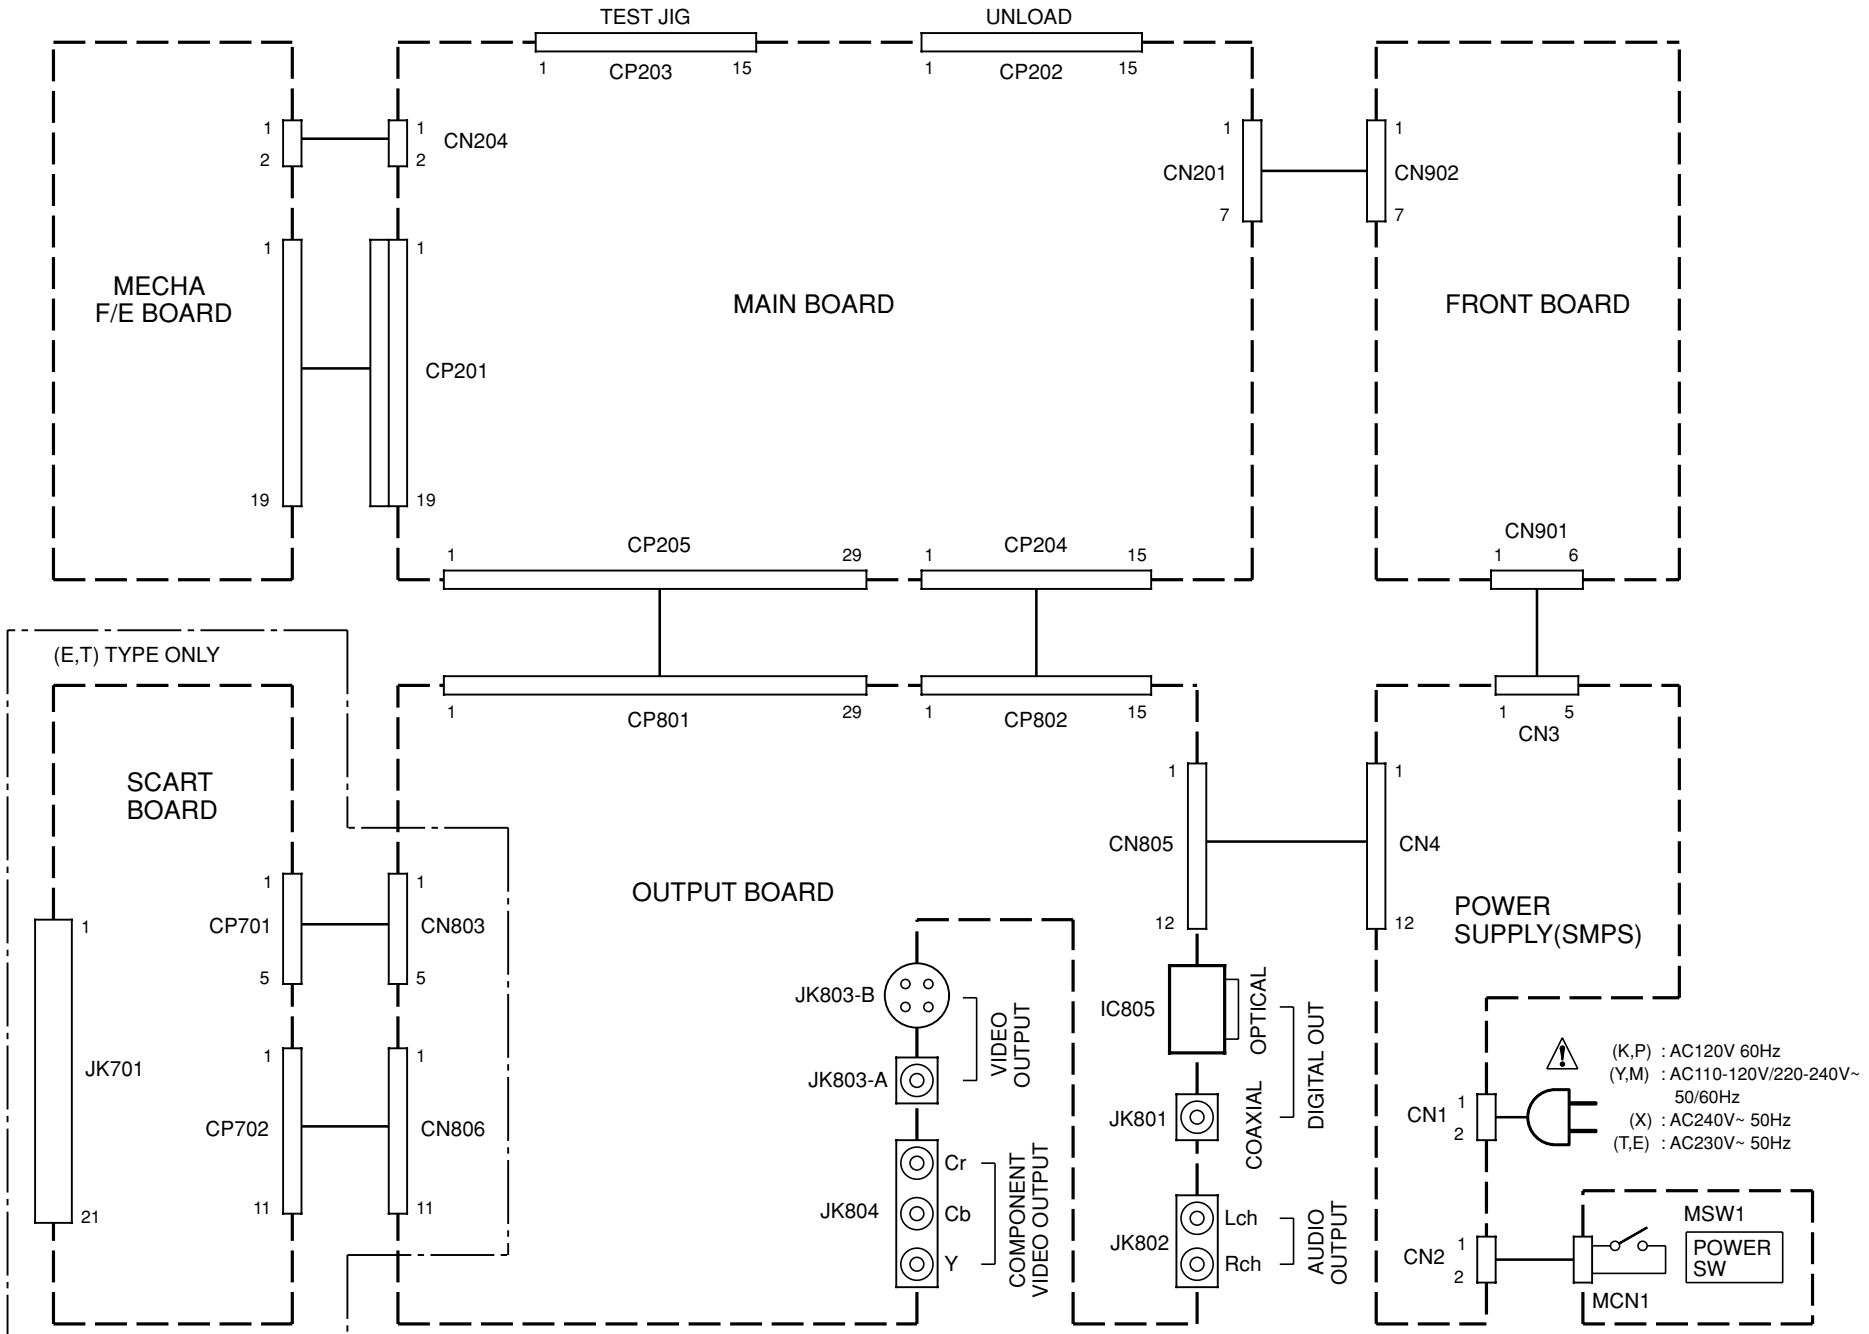 TEST JIG
UNLOAD
1 CP203 15
1 CP202 15
1
2
1
2
CN204
1
7
CN201
1
7
CN902
1
19
1
19
CP201
MECHA
F/E BOARD
MAIN BOARD
FRONT BOARD
1 CP205 29
1 CP204 15
CN901
1 6
(E,T) TYPE ONLY
1 CP801 29
1 CP802 15
1 5
CN3
SCART
BOARD
OUTPUT BOARD
1
CN805
12
1
CN4
12
POWER
SUPPLY(SMPS)
1
CP701
5
1
CN803
5
1
JK701
21
1
CP702
11
1
CN806
11
JK803-B
JK803-A
VIDEO
OUTPUT
JK804
Cr
Cb
Y
COMPONENT
VIDEO OUTPUT
IC805
OPTICAL
JK801
COAXIAL
DIGITAL OUT
JK802
Lch
Rch
AUDIO
OUTPUT
(K,P) : AC120V 60Hz
(Y,M) : AC110-120V/220-240V~
50/60Hz
(X) : AC240V~ 50Hz
(T,E) : AC230V~ 50Hz
CN1
1
2
CN2
1
2
MSW1
POWER
SW
MCN1